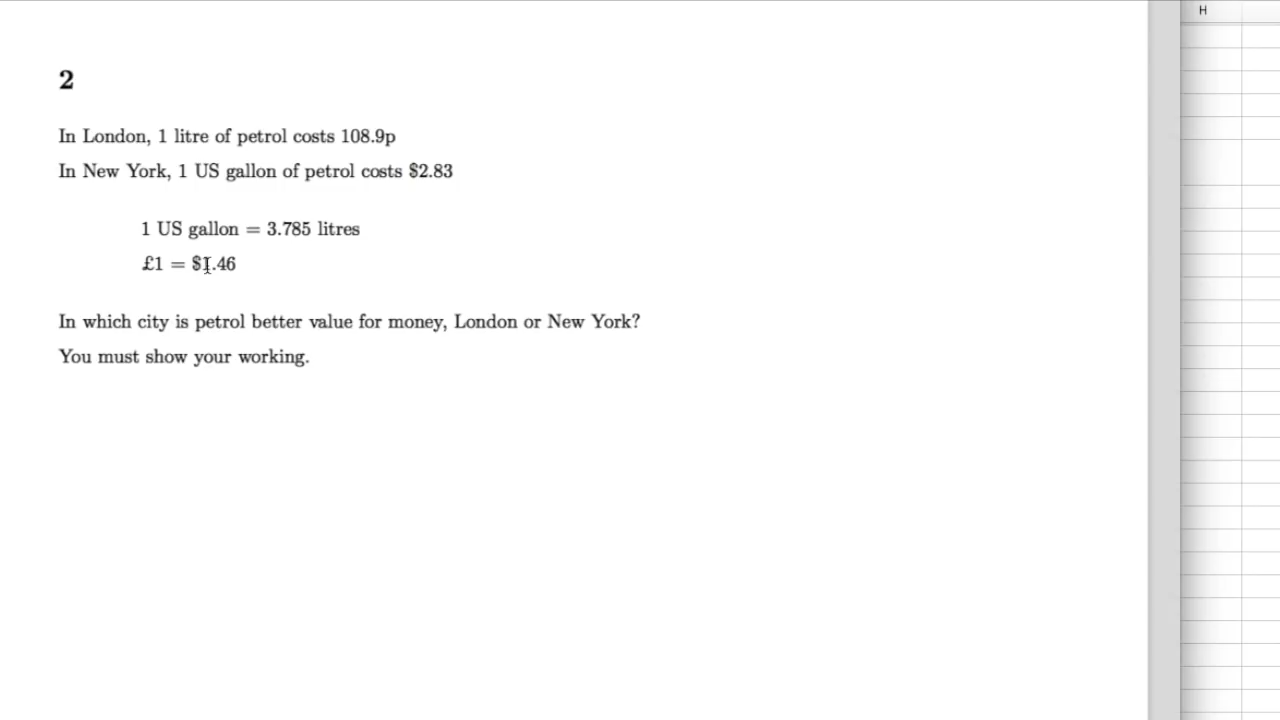 H
2
In London, 1 litre of petrol costs 108.9p
In New York, 1 US gallon of petrol costs $2.83
1 US gallon = 3.785 litres
£1 = $1.46
In which city is petrol better value for money, London or New York?
You must show your working.